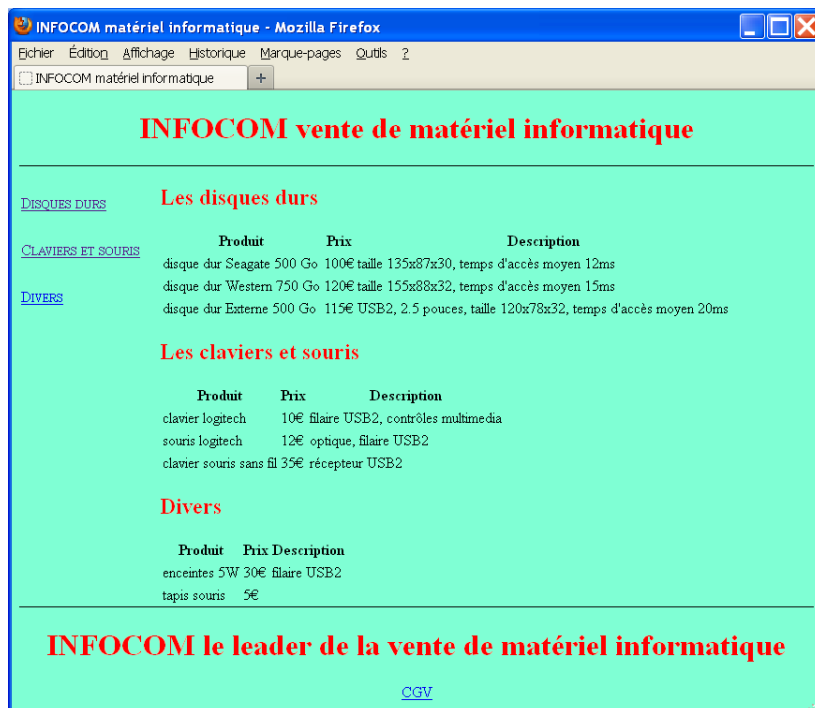 INFOCOM matériel informatique - Mozilla Firefox
Fichier Édition Affichage Historique Marque-pages Outils ?
INFOCOM matériel informatique +
INFOCOM vente de matériel informatique
DISQUES DURS
CLAVIERS ET SOURIS
DIVERS
Les disques durs
Produit Prix Description
disque dur Seagate 500 Go 100€ taille 135x87x30, temps d'accès moyen 12ms
disque dur Western 750 Go 120€ taille 155x88x32, temps d'accès moyen 15ms
disque dur Externe 500 Go 115€ USB2, 2.5 pouces, taille 120x78x32, temps d'accès moyen 20ms
Les claviers et souris
Produit Prix Description
clavier logitech 10€ filaire USB2, contrôles multimedia
souris logitech 12€ optique, filaire USB2
clavier souris sans fil 35€ récepteur USB2
Divers
Produit Prix Description
enceintes 5W 30€ filaire USB2
tapis souris 5€
INFOCOM le leader de la vente de matériel informatique
CGV